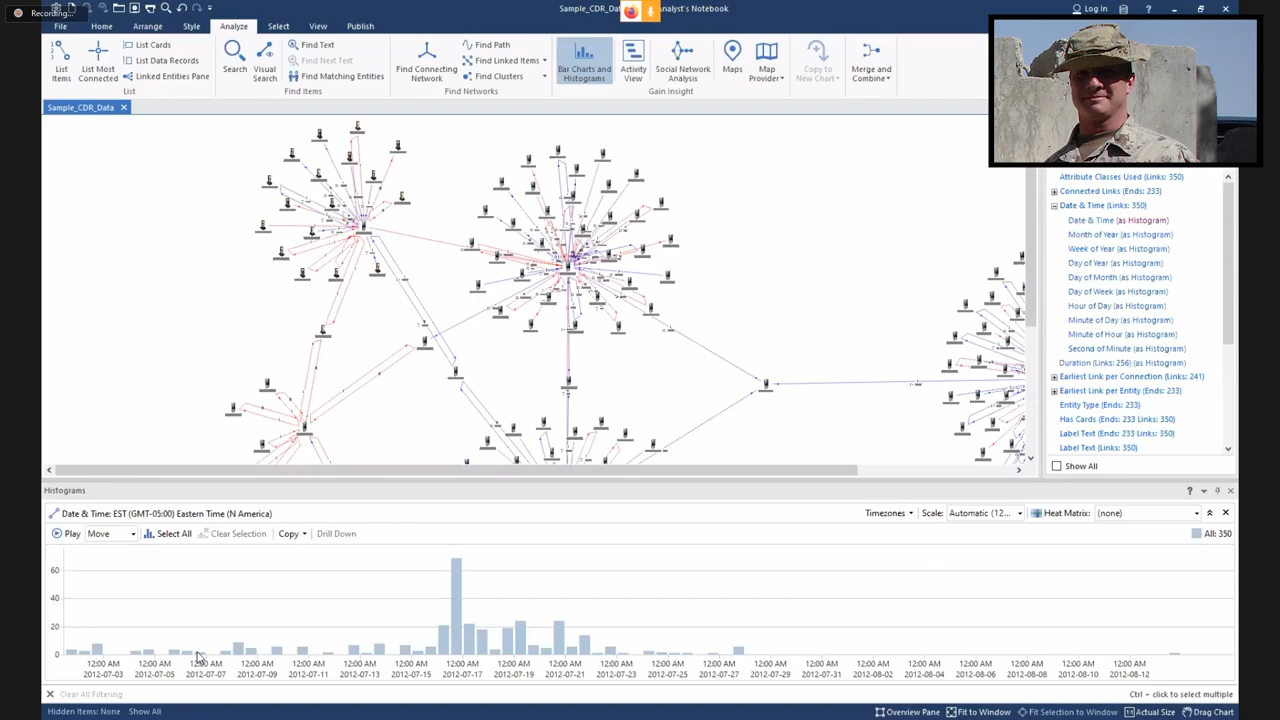 Recording...
Sample_CDR_Da
Analyst's Notebook
Log In
File Home Arrange Style Analyze Select View Publish
List Items
List Most Connected
List Cards
List Data Records
Linked Entities Pane
List
Search
Visual Search
Find Text
Find Next Text
Find Matching Entities
Find Items
Find Connecting Network
Find Path
Find Linked Items
Find Clusters
Find Networks
Bar Charts and Histograms
Activity View
Social Network Analysis
Maps
Map Provider
Gain Insight
Copy to New Chart
Merge and Combine
Sample_CDR_Data
Attribute Classes Used (Links: 350)
Connected Links (Ends: 233)
Date & Time (Links: 350)
Date & Time (as Histogram)
Month of Year (as Histogram)
Week of Year (as Histogram)
Day of Year (as Histogram)
Day of Month (as Histogram)
Day of Week (as Histogram)
Hour of Day (as Histogram)
Minute of Day (as Histogram)
Minute of Hour (as Histogram)
Second of Minute (as Histogram)
Duration (Links: 256) (as Histogram)
Earliest Link per Connection (Links: 241)
Earliest Link per Entity (Ends: 233)
Entity Type (Ends: 233)
Has Cards (Ends: 233 Links: 350)
Label Text (Ends: 233 Links: 350)
Label Text (Links: 350)
Show All
Histograms
Date & Time: EST (GMT-05:00) Eastern Time (N America)
Timezones
Scale: Automatic (12...
Heat Matrix: (none)
Play Move Select All Clear Selection Copy Drill Down
All: 350
60
40
20
0
12:00 AM 12:00 AM 12:00 AM 12:00 AM 12:00 AM 12:00 AM 12:00 AM 12:00 AM 12:00 AM 12:00 AM 12:00 AM 12:00 AM 12:00 AM 12:00 AM 12:00 AM 12:00 AM 12:00 AM 12:00 AM 12:00 AM 12:00 AM 12:00 AM
2012-07-03 2012-07-05 2012-07-07 2012-07-09 2012-07-11 2012-07-13 2012-07-15 2012-07-17 2012-07-19 2012-07-21 2012-07-23 2012-07-25 2012-07-27 2012-07-29 2012-07-31 2012-08-02 2012-08-04 2012-08-06 2012-08-08 2012-08-10 2012-08-12
Clear All Filtering
Ctrl + click to select multiple
Hidden Items: None Show All
Overview Pane Fit to Window Fit Selection to Window Actual Size Drag Chart